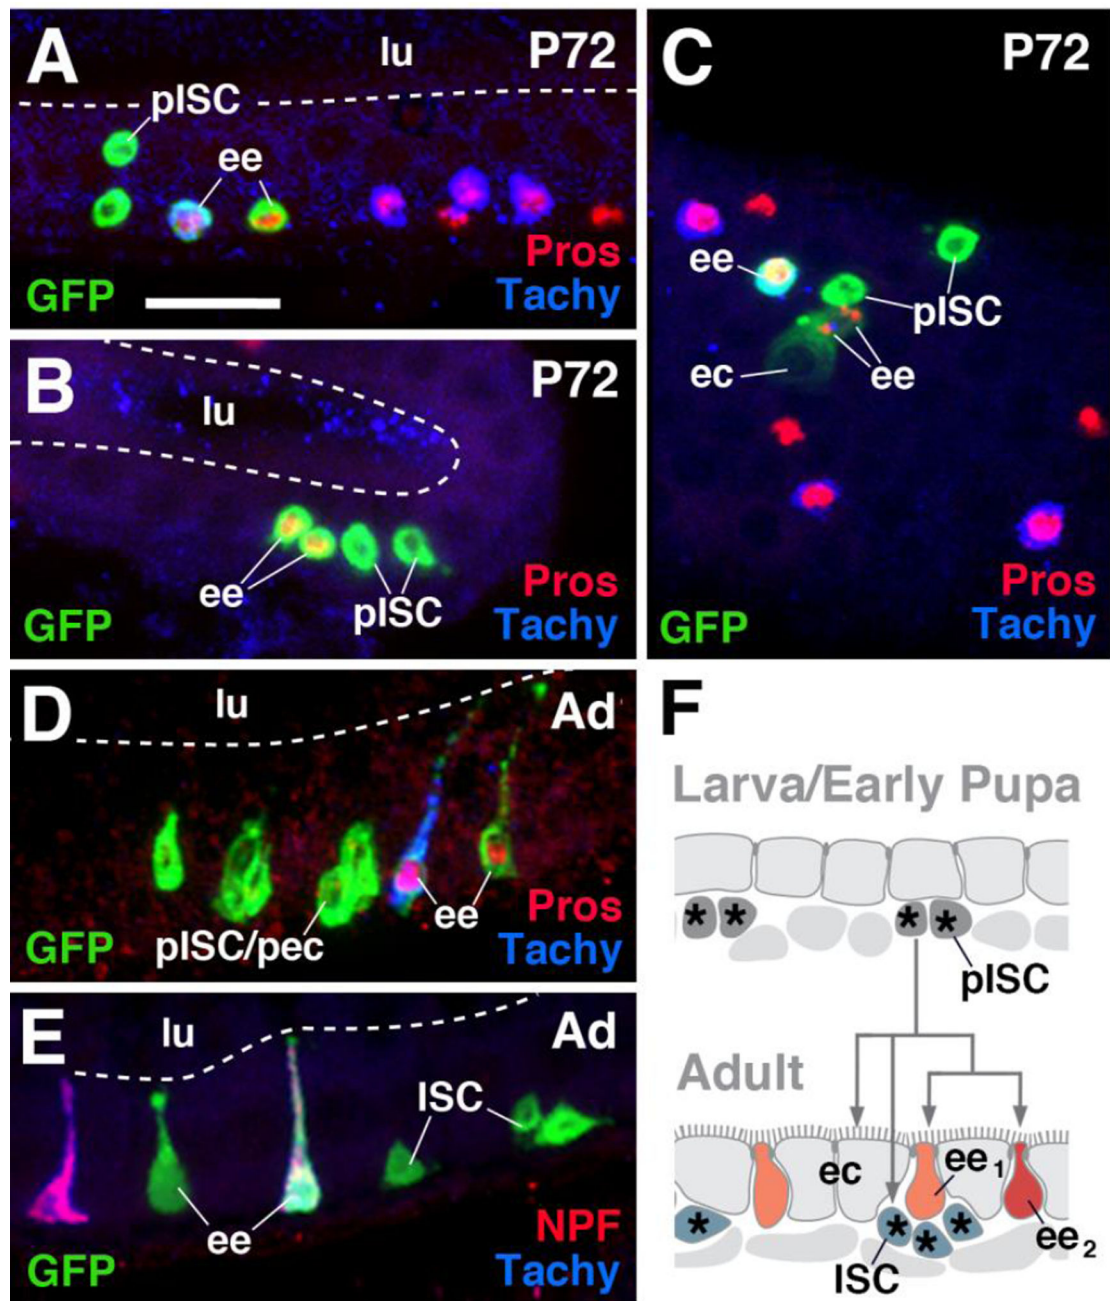 A
lu
P72
pISC
ee
Pros
GFP
Tachy
B
P72
lu
ee
pISC
Pros
GFP
Tachy
C
P72
ee
pISC
ec
ee
Pros
GFP
Tachy
D
lu
Ad
ee
Pros
GFP
pISC/pec
Tachy
E
lu
Ad
ISC
ee
NPF
GFP
Tachy
F
Larva/Early Pupa
* * * *
pISC
Adult
ec
ee1
* * * *
ee2
ISC